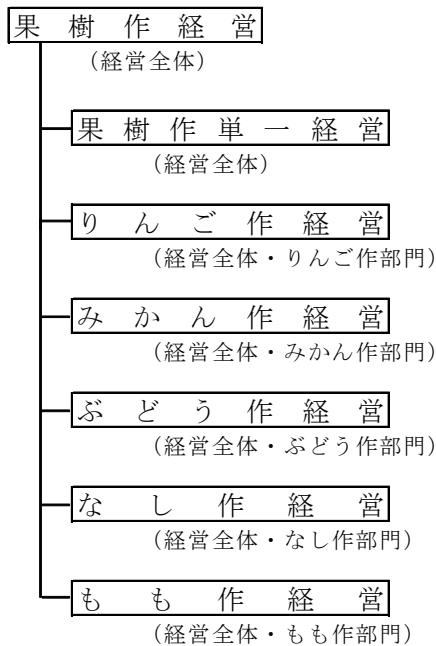 果樹作経営
(経営全体)
果樹作単一経営
(経営全体)
りんご作経営
(経営全体・りんご作部門)
みかん作経営
(経営全体・みかん作部門)
ぶどう作経営
(経営全体・ぶどう作部門)
なし作経営
(経営全体・なし作部門)
もも作経営
(経営全体・もも作部門)